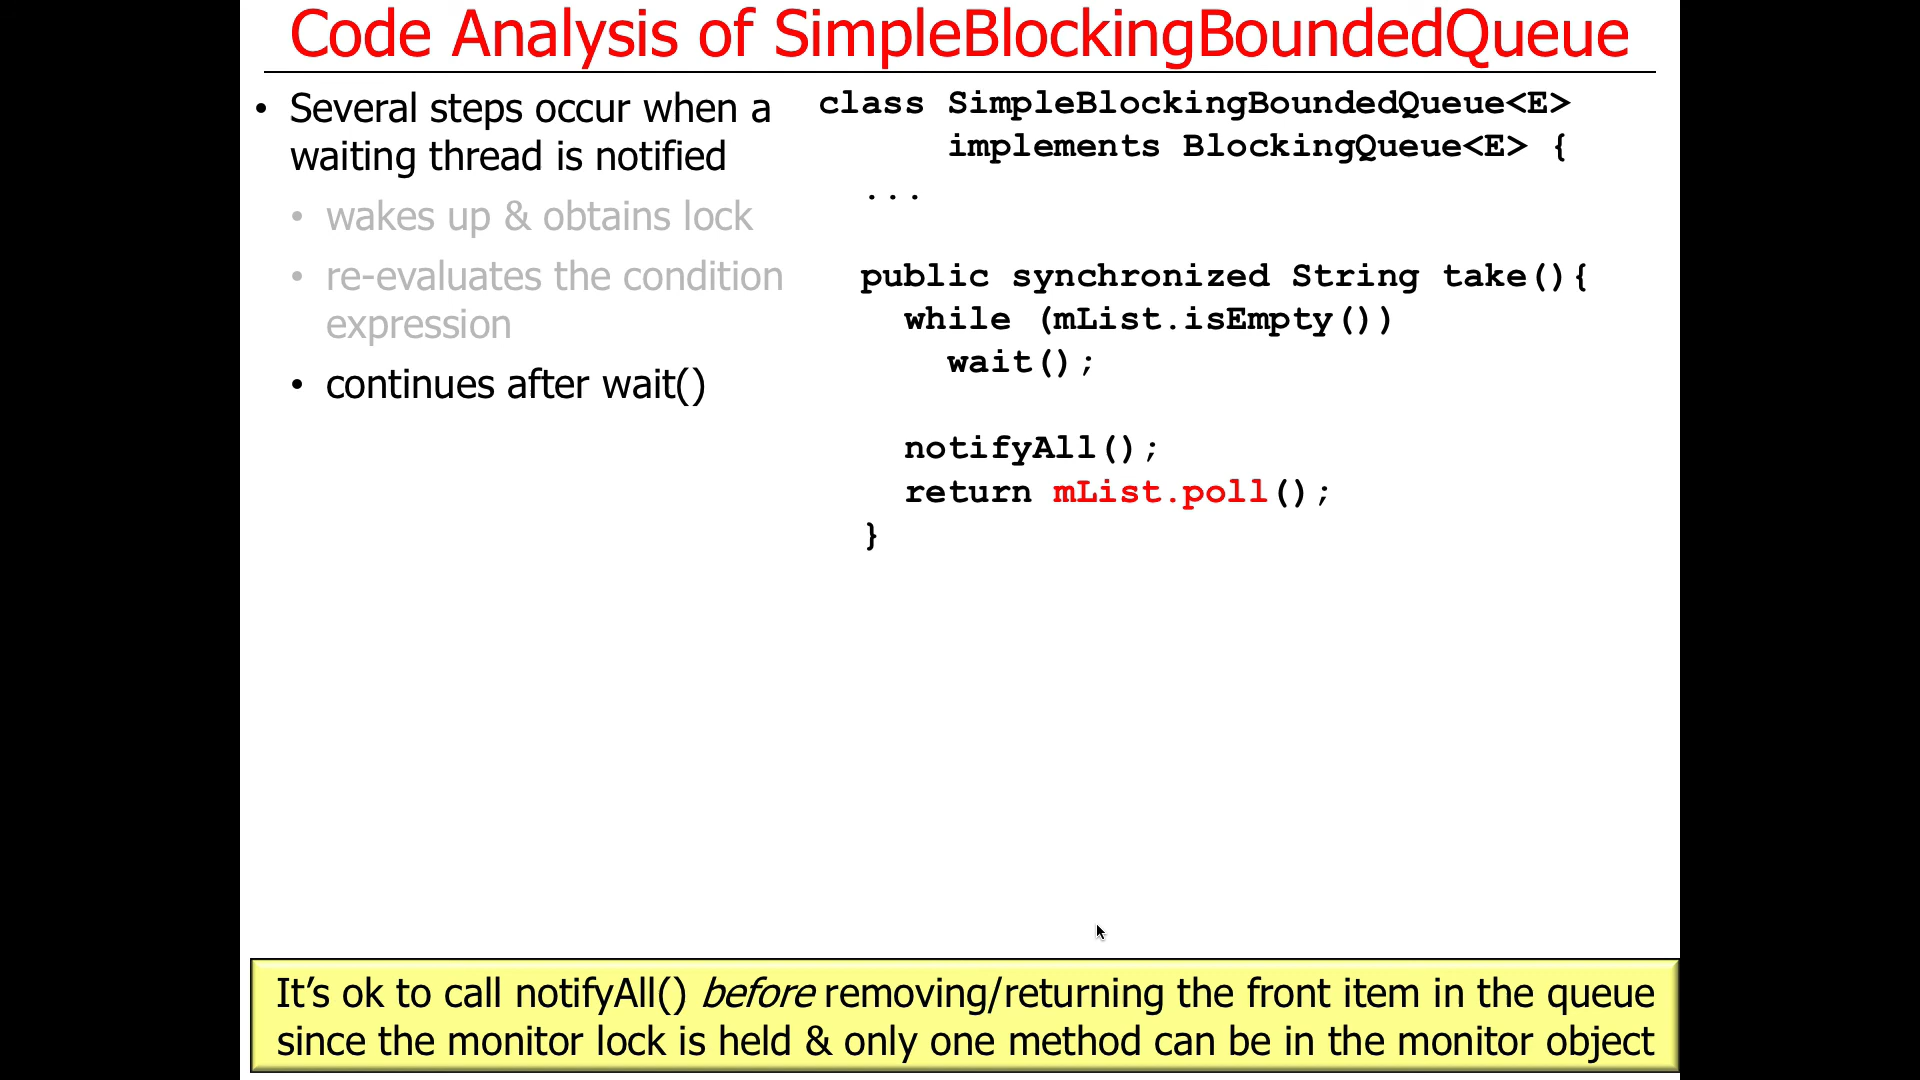 Code Analysis of SimpleBlockingBoundedQueue
• Several steps occur when a
waiting thread is notified
• wakes up & obtains lock
• re-evaluates the condition
expression
• continues after wait()
class SimpleBlockingBoundedQueue<E>
implements BlockingQueue<E> {
...
public synchronized String take(){
while (mList.isEmpty())
wait();
notifyAll();
return mList.poll();
}
It’s ok to call notifyAll() before removing/returning the front item in the queue
since the monitor lock is held & only one method can be in the monitor object